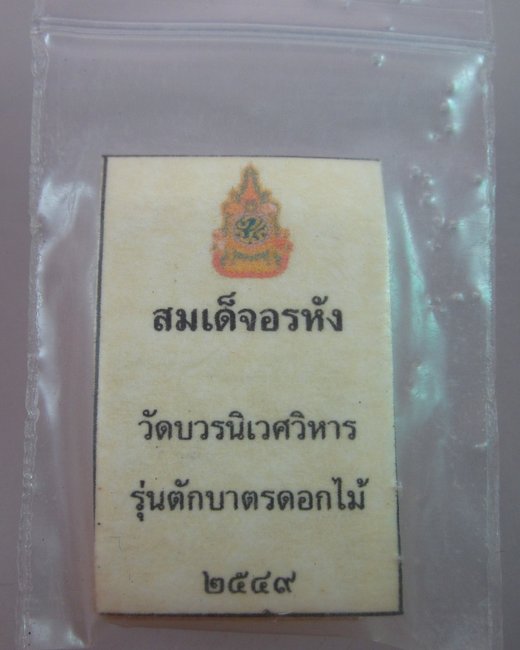 สมเด็จอรหัง
วัดบวรนิเวศวิหาร
รุ่นตักบาตรดอกไม้
๒๕๔๙